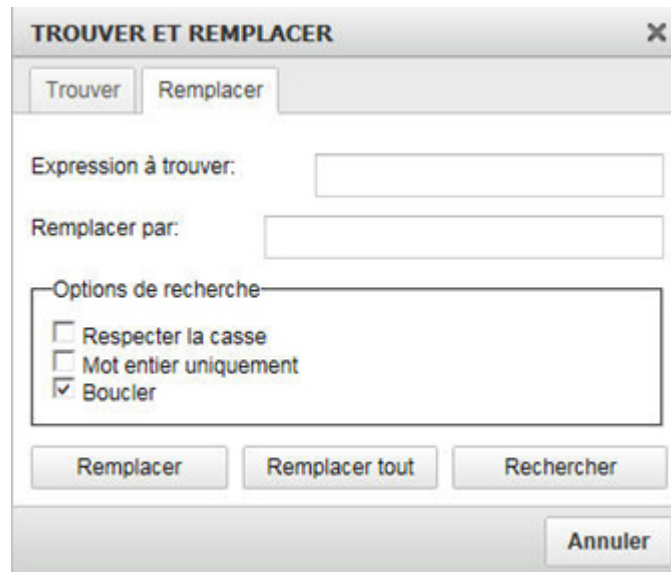 TROUVER ET REMPLACER
Trouver Remplacer
Expression à trouver:
Remplacer par:
Options de recherche
Respecter la casse
Mot entier uniquement
Boucler
Remplacer Remplacer tout Rechercher
Annuler